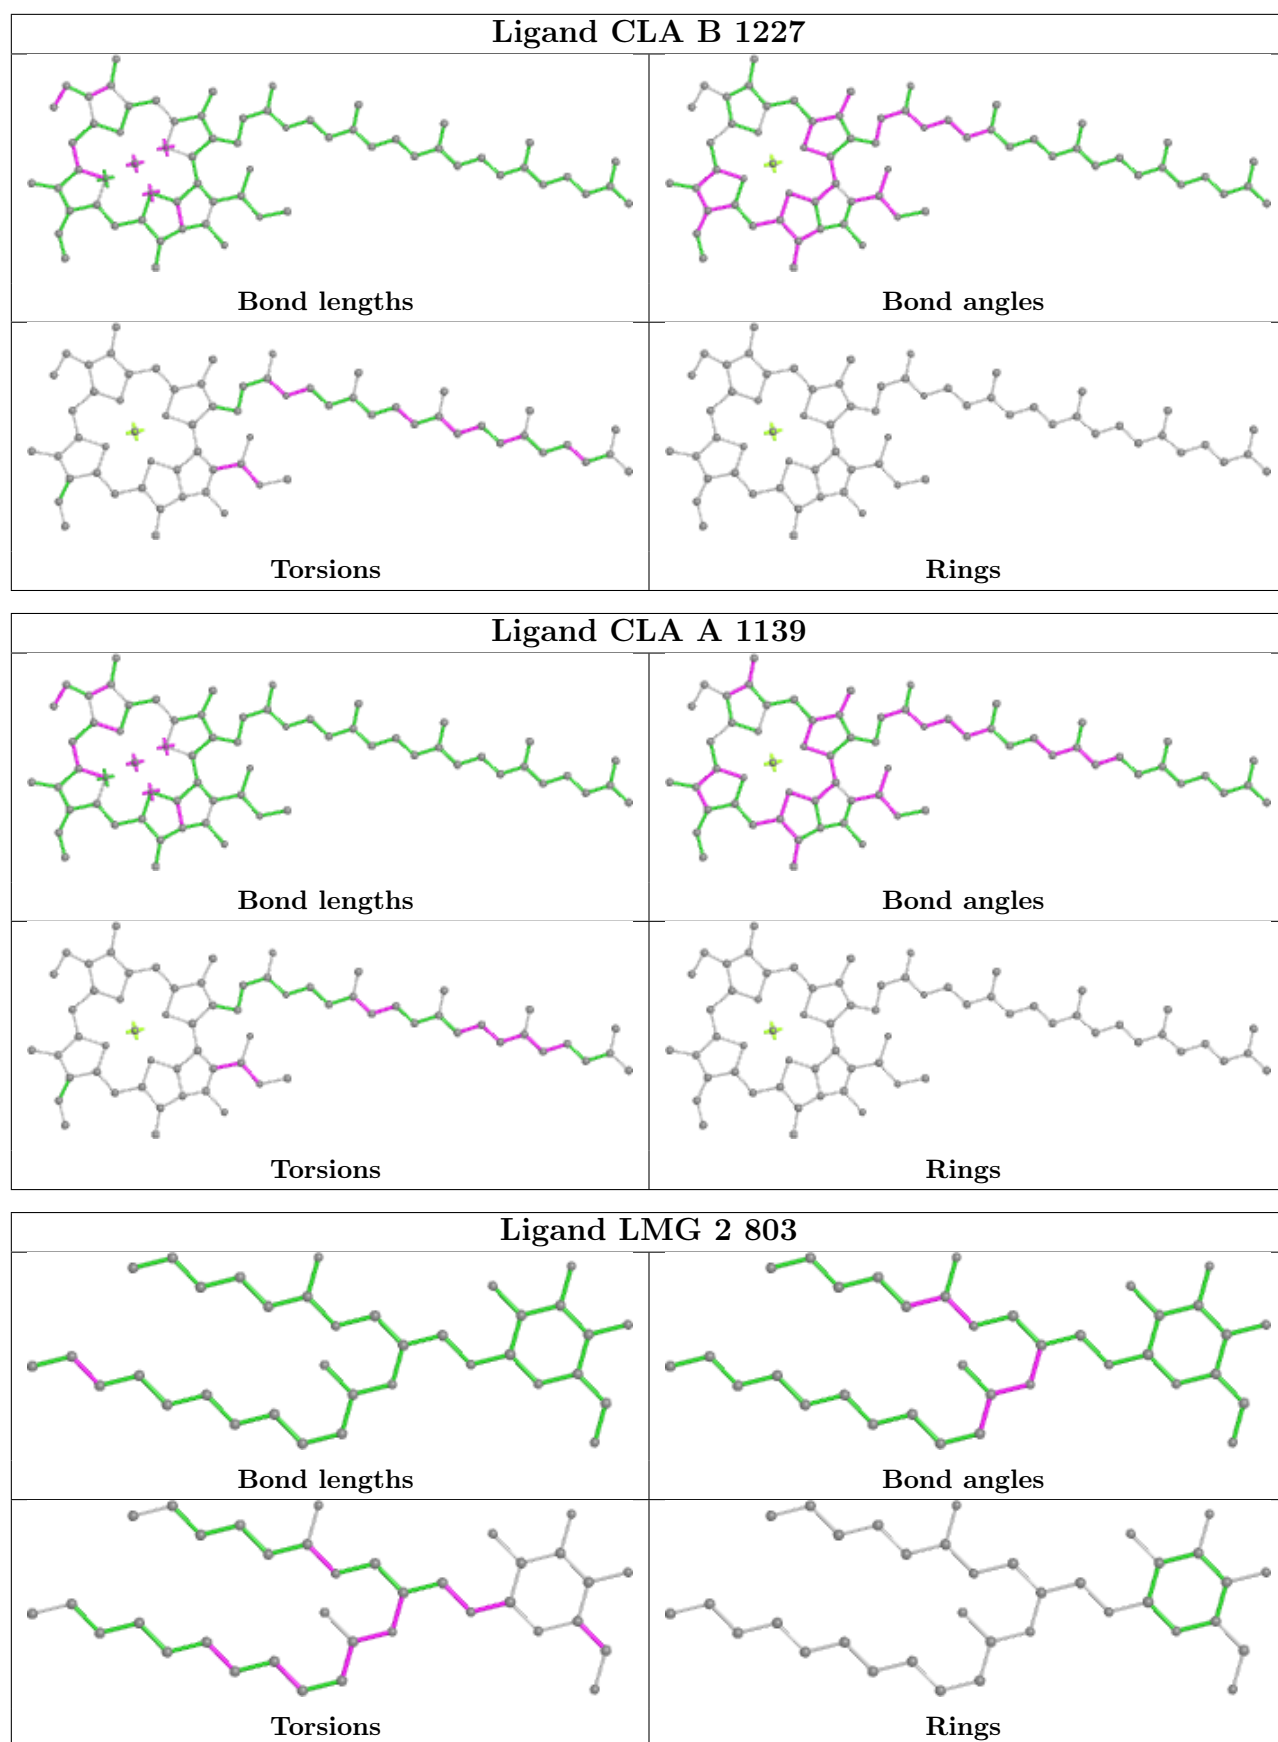 Ligand CLA B 1227
Bond lengths
Bond angles
Torsions
Rings
Ligand CLA A 1139
Bond lengths
Bond angles
Torsions
Rings
Ligand LMG 2 803
Bond lengths
Bond angles
Torsions
Rings